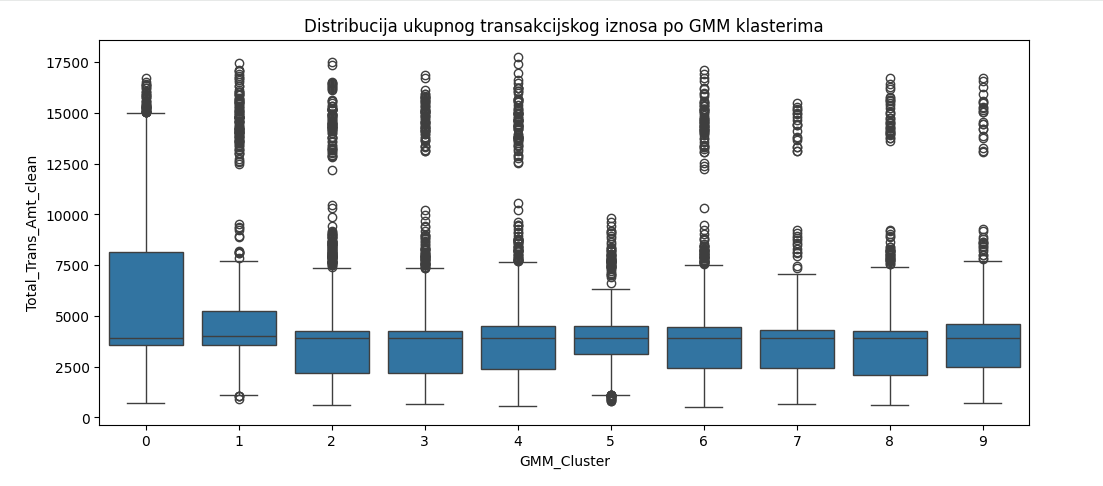 Distribucija ukupnog transakcijskog iznosa po GMM klasterima
Total_Trans_Amt_clean
17500
15000
12500
10000
7500
5000
2500
0
0 1 2 3 4 5 6 7 8 9
GMM_Cluster